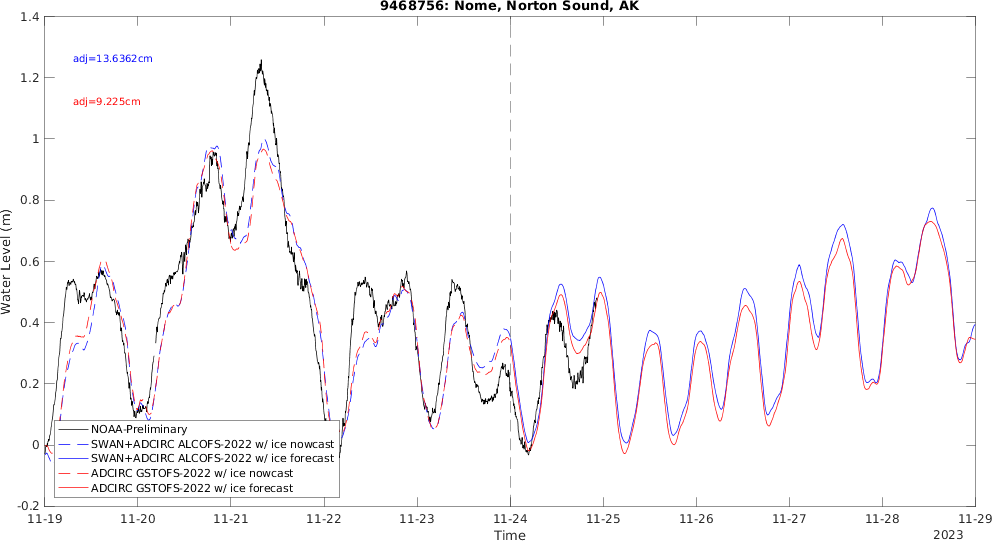 9468756: Nome, Norton Sound, AK
1.4
1.2
1
0.8
0.6
0.4
0.2
0
-0.2
Water Level (m)
adj=13.6362cm
adj=9.225cm
NOAA-Preliminary
SWAN+ADCIRC ALCOFS-2022 w/ ice nowcast
SWAN+ADCIRC ALCOFS-2022 w/ ice forecast
ADCIRC GSTOFS-2022 w/ ice nowcast
ADCIRC GSTOFS-2022 w/ ice forecast
11-19 11-20 11-21 11-22 11-23 11-24 11-25 11-26 11-27 11-28 11-29
Time
2023